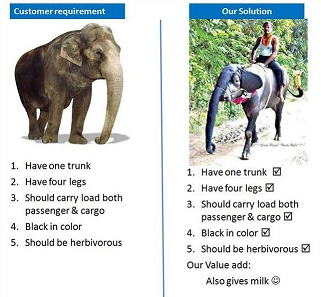 Customer requirement
1. Have one trunk
2. Have four legs
3. Should carry load both
passenger & cargo
4. Black in color
5. Should be herbivorous
Our Solution
1. Have one trunk ☑
2. Have four legs ☑
3. Should carry load both
passenger & cargo ☑
4. Black in color ☑
5. Should be herbivorous ☑
Our Value add:
Also gives milk ☺